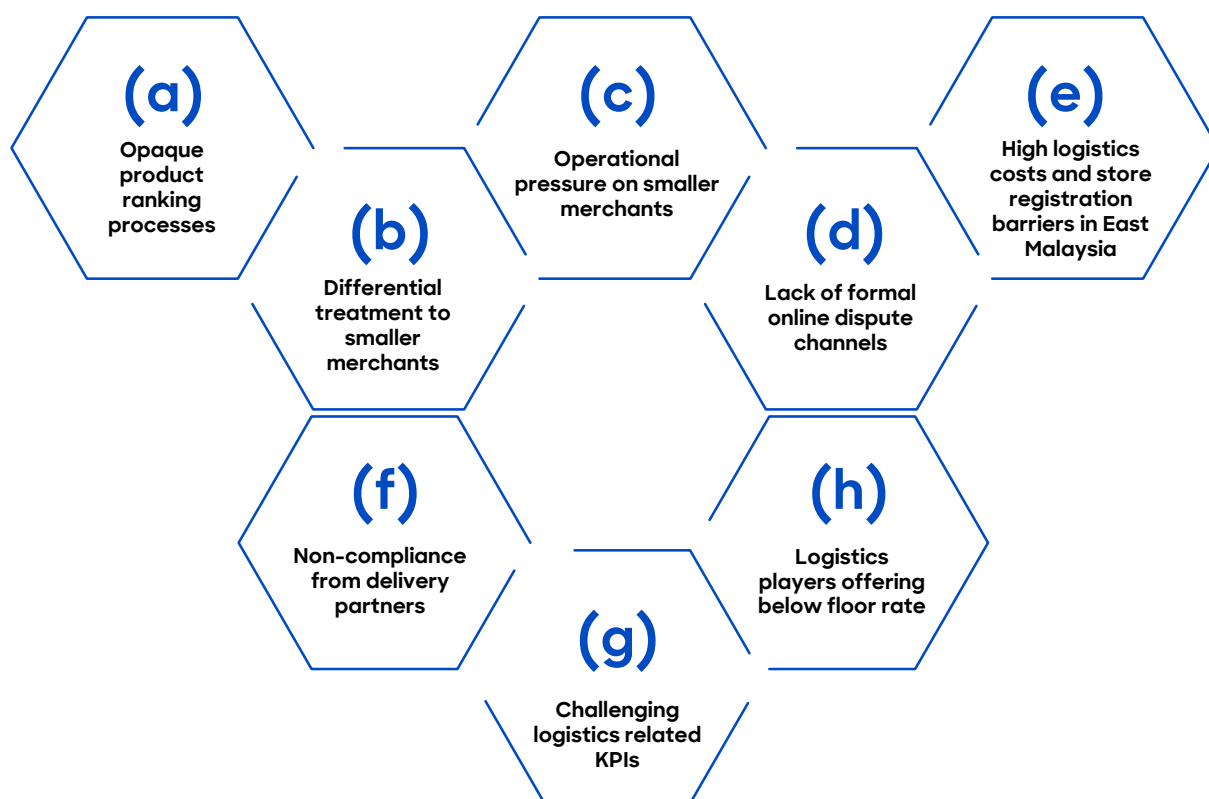 (a)
Opaque
product
ranking
processes
(b)
Differential
treatment to
smaller
merchants
(c)
Operational
pressure on smaller
merchants
(d)
Lack of formal
online dispute
channels
(e)
High logistics
costs and store
registration
barriers in East
Malaysia
(f)
Non-compliance
from delivery
partners
(g)
Challenging
logistics related
KPIs
(h)
Logistics
players offering
below floor rate